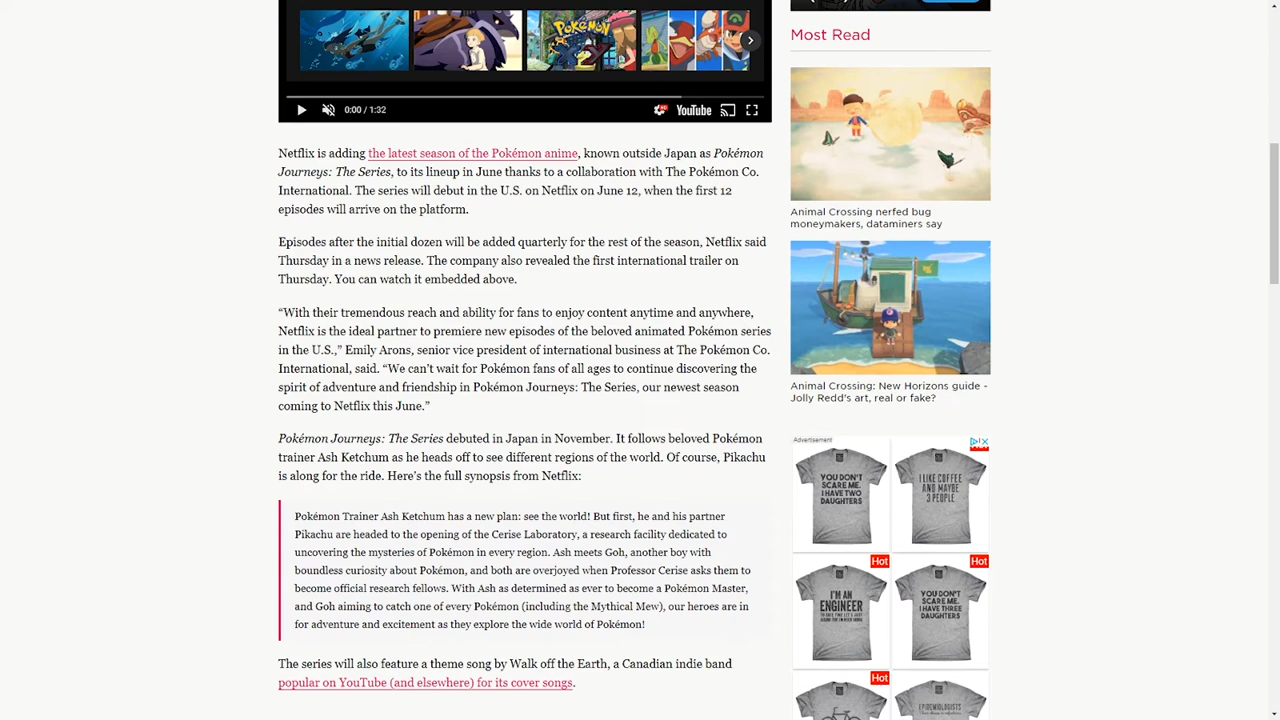 POKéMON
0:00 / 1:32
YouTube
Netflix is adding the latest season of the Pokémon anime, known outside Japan as Pokémon
Journeys: The Series, to its lineup in June thanks to a collaboration with The Pokémon Co.
International. The series will debut in the U.S. on Netflix on June 12, when the first 12
episodes will arrive on the platform.
Episodes after the initial dozen will be added quarterly for the rest of the season, Netflix said
Thursday in a news release. The company also revealed the first international trailer on
Thursday. You can watch it embedded above.
“With their tremendous reach and ability for fans to enjoy content anytime and anywhere,
Netflix is the ideal partner to premiere new episodes of the beloved animated Pokémon series
in the U.S.,” Emily Arons, senior vice president of international business at The Pokémon Co.
International, said. “We can’t wait for Pokémon fans of all ages to continue discovering the
spirit of adventure and friendship in Pokémon Journeys: The Series, our newest season
coming to Netflix this June.”
Pokémon Journeys: The Series debuted in Japan in November. It follows beloved Pokémon
Trainer Ash Ketchum as he heads off to see different regions of the world. Of course, Pikachu
is along for the ride. Here’s the full synopsis from Netflix:
Pokémon Trainer Ash Ketchum has a new plan: see the world! But first, he and his partner
Pikachu are headed to the opening of the Cerise Laboratory, a research facility dedicated to
uncovering the mysteries of Pokémon in every region. Ash meets Goh, another boy with
boundless curiosity about Pokémon, and both are overjoyed when Professor Cerise asks them to
become official research fellows. With Ash as determined as ever to become a Pokémon Master,
and Goh aiming to catch one of every Pokémon (including the Mythical Mew), our heroes are in
for adventure and excitement as they explore the wide world of Pokémon!
The series will also feature a theme song by Walk off the Earth, a Canadian indie band
popular on YouTube (and elsewhere) for its cover songs.
Most Read
Animal Crossing nerfed bug
moneymakers, dataminers say
Animal Crossing: New Horizons guide -
Jolly Redd's art, real or fake?
Advertisement
Hot
YOU DON'T
SCARE ME.
I HAVE TWO
DAUGHTERS
I LIKE COFFEE
AND MAYBE
3 PEOPLE
Hot
Hot
I'M AN
ENGINEER
YOU DON'T
SCARE ME.
I HAVE THREE
DAUGHTERS
Hot
EPIDEMIOLOGISTS